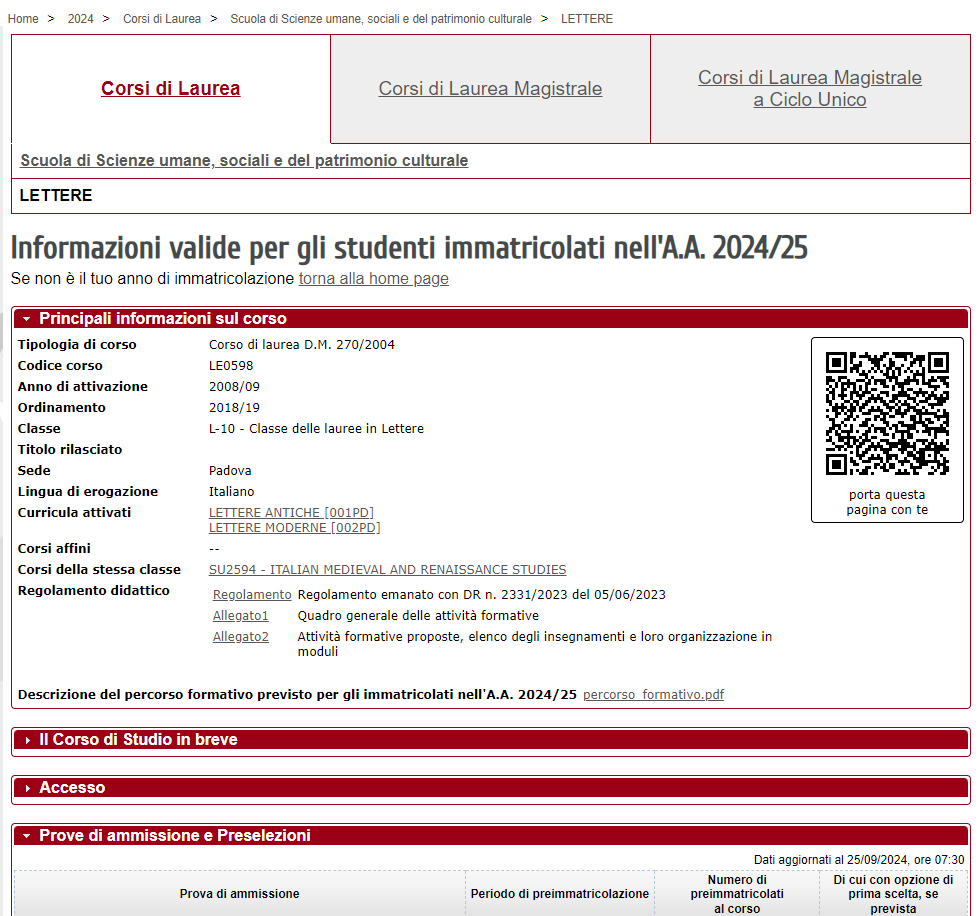 Home > 2024 > Corsi di Laurea > Scuola di Scienze umane, sociali e del patrimonio culturale > LETTERE
Corsi di Laurea
Corsi di Laurea Magistrale
Corsi di Laurea Magistrale
a Ciclo Unico
Scuola di Scienze umane, sociali e del patrimonio culturale
LETTERE
Informazioni valide per gli studenti immatricolati nell'A.A. 2024/25
Se non è il tuo anno di immatricolazione torna alla home page
Principali informazioni sul corso
Tipologia di corso Corso di laurea D.M. 270/2004
Codice corso LE0598
Anno di attivazione 2008/09
Ordinamento 2018/19
Classe L-10 - Classe delle lauree in Lettere
Titolo rilasciato
Sede Padova
Lingua di erogazione Italiano
Curricula attivati LETTERE ANTICHE [001PD]
LETTERE MODERNE [002PD]
porta questa
pagina con te
Corsi affini --
Corsi della stessa classe SU2594 - ITALIAN MEDIEVAL AND RENAISSANCE STUDIES
Regolamento didattico Regolamento Regolamento emanato con DR n. 2331/2023 del 05/06/2023
Allegato1 Quadro generale delle attività formative
Allegato2 Attività formative proposte, elenco degli insegnamenti e loro organizzazione in
moduli
Descrizione del percorso formativo previsto per gli immatricolati nell'A.A. 2024/25 percorso_formativo.pdf
Il Corso di Studio in breve
Accesso
Prove di ammissione e Preselezioni
Dati aggiornati al 25/09/2024, ore 07:30
Prova di ammissione
Periodo di preimmatricolazione
Numero di
preimmatricolati
al corso
Di cui con opzione di
prima scelta, se
prevista